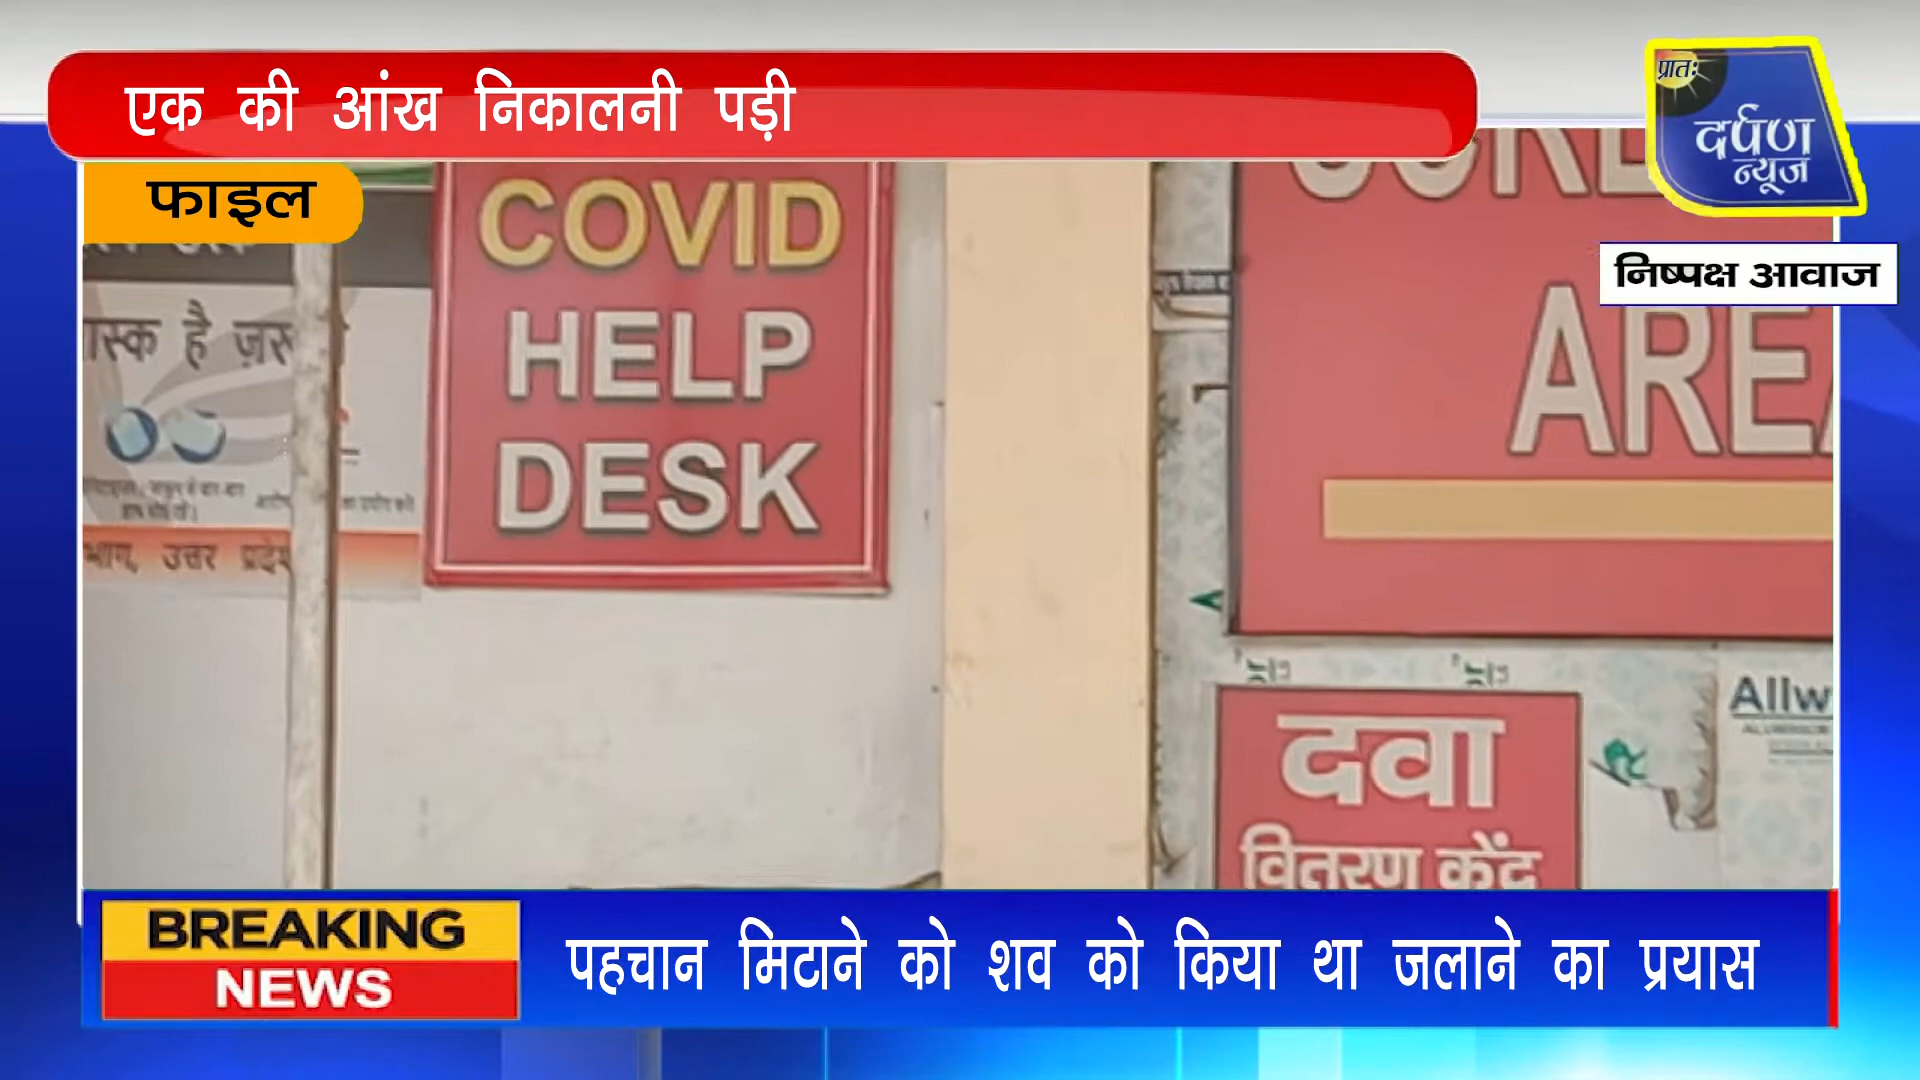 एक की आंख निकालनी पड़ी
प्रातः
दर्पण
न्यूज
फाइल
निष्पक्ष आवाज
COVID
HELP
DESK
AREA
है
उत्तर प्रदेश
दवा
वितरण केंद्र
BREAKING
NEWS
पहचान मिटाने को शव को किया था जलाने का प्रयास